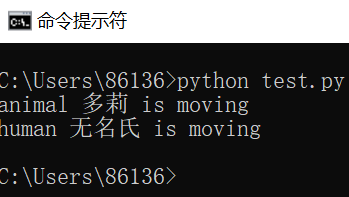 命令提示符
C:\Users\86136>python test.py
animal 多莉 is moving
human 无名氏 is moving
C:\Users\86136>